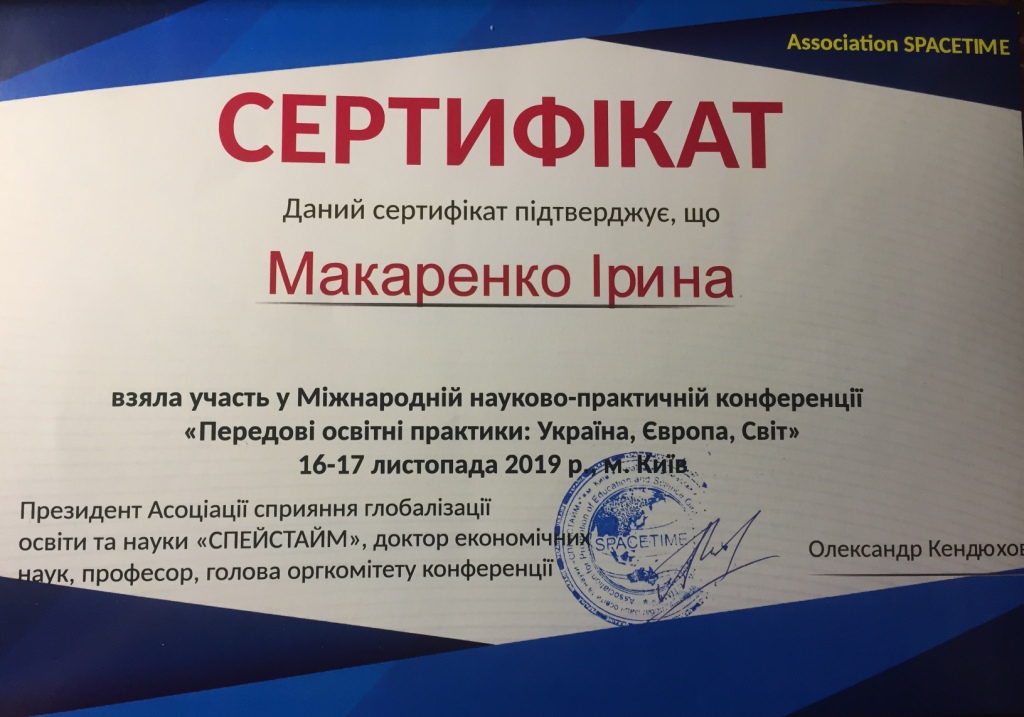 Association SPACETIME
СЕРТИФІКАТ
Даний сертифікат підтверджує, що
Макаренко Ірина
взяла участь у Міжнародній науково-практичній конференції
«Передові освітні практики: Україна, Європа, Світ»
16-17 листопада 2019 р., м. Київ
Президент Асоціації сприяння глобалізації
освіти та науки «СПЕЙСТАЙМ», доктор економічних
наук, професор, голова оргкомітету конференції
SPACETIME
Олександр Кендюхов